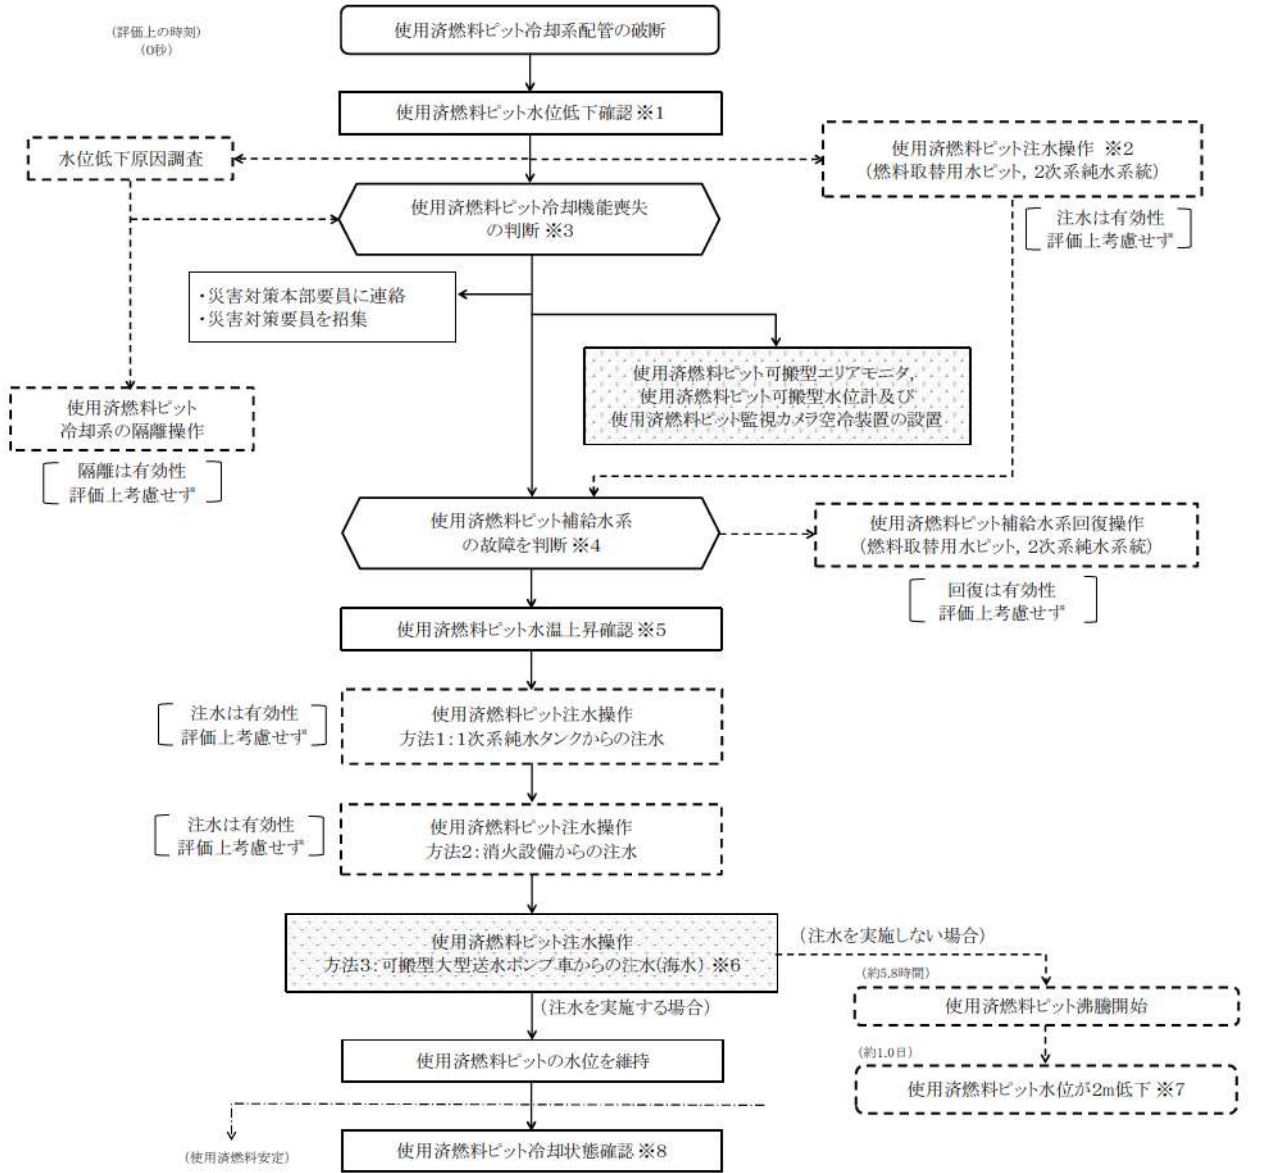 (評価上の時刻)
(0秒)
使用済燃料ピット冷却系配管の破断
使用済燃料ピット水位低下確認 ※1
水位低下原因調査
使用済燃料ピット注水操作 ※2
(燃料取替用水ピット, 2次系純水系統)
注水は有効性
評価上考慮せず*
使用済燃料ピット冷却機能喪失
の判断 ※3
・災害対策本部要員に連絡
・災害対策要員を招集
使用済燃料ピット可搬型エリアモニタ,
使用済燃料ピット可搬型水位計及び
使用済燃料ピット監視カメラ空冷装置の設置
使用済燃料ピット
冷却系の隔離操作
隔離は有効性
評価上考慮せず*
使用済燃料ピット補給水系
の故障を判断 ※4
使用済燃料ピット補給水系回復操作
(燃料取替用水ピット, 2次系純水系統)
回復は有効性
評価上考慮せず*
使用済燃料ピット水温上昇確認 ※5
注水は有効性
評価上考慮せず*
使用済燃料ピット注水操作
方法1:1次系純水タンクからの注水
注水は有効性
評価上考慮せず*
使用済燃料ピット注水操作
方法2:消火設備からの注水
使用済燃料ピット注水操作
方法3:可搬型大型送水ポンプ車からの注水(海水) ※6
(注水を実施しない場合)
(約5.8時間)
使用済燃料ピット沸騰開始
(注水を実施する場合)
(約1.0日)
使用済燃料ピット水位が2m低下 ※7
使用済燃料ピットの水位を維持
(使用済燃料安定)
使用済燃料ピット冷却状態確認 ※8